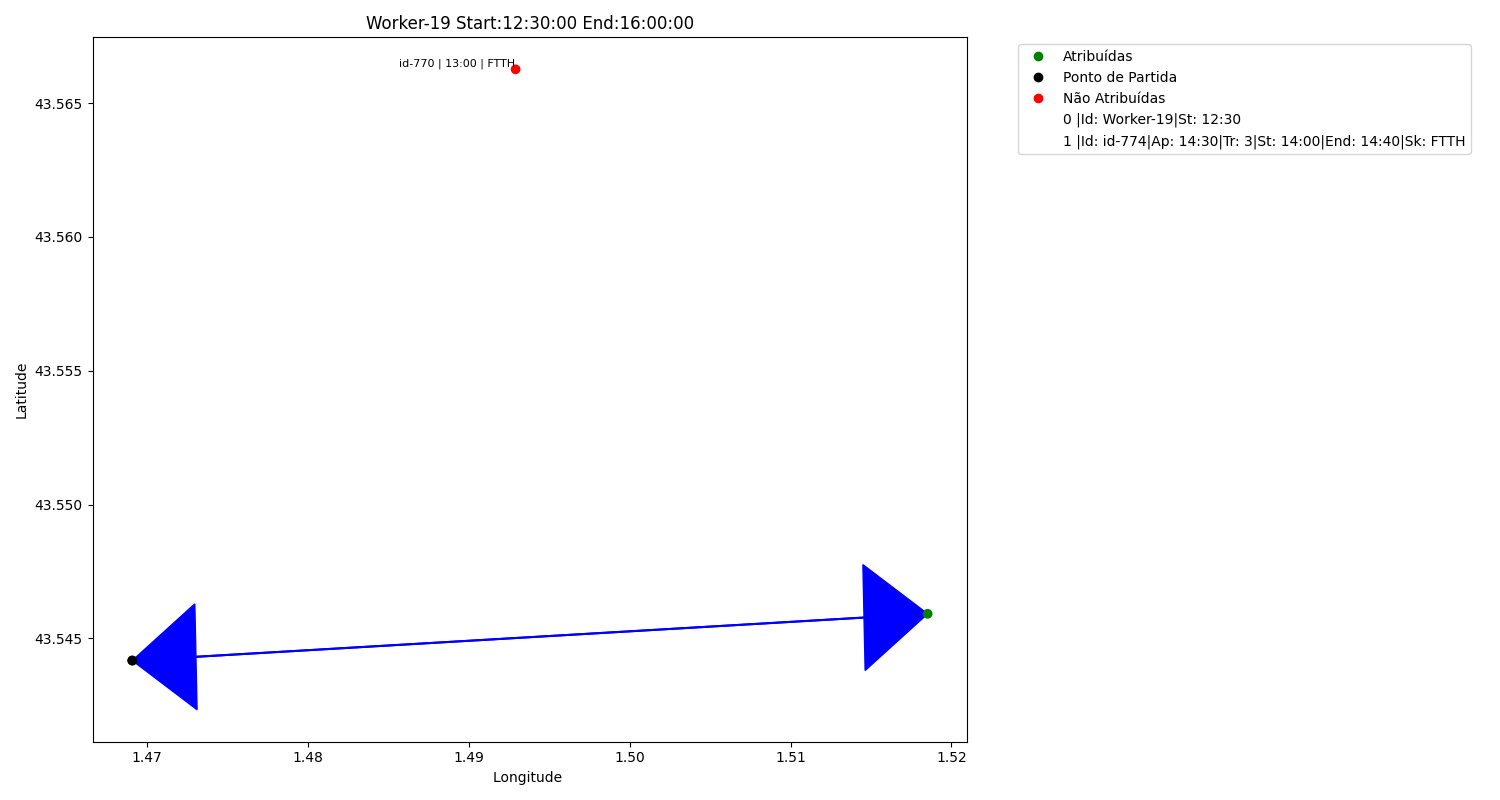 Worker-19 Start:12:30:00 End:16:00:00
id-770 | 13:00 | FTTH
Atribuídas
Ponto de Partida
Não Atribuídas
0 |Id: Worker-19|St: 12:30
1 |Id: id-774|Ap: 14:30|Tr: 3|St: 14:00|End: 14:40|Sk: FTTH
43.565
43.560
43.555
43.550
43.545
Latitude
1.47 1.48 1.49 1.50 1.51 1.52
Longitude